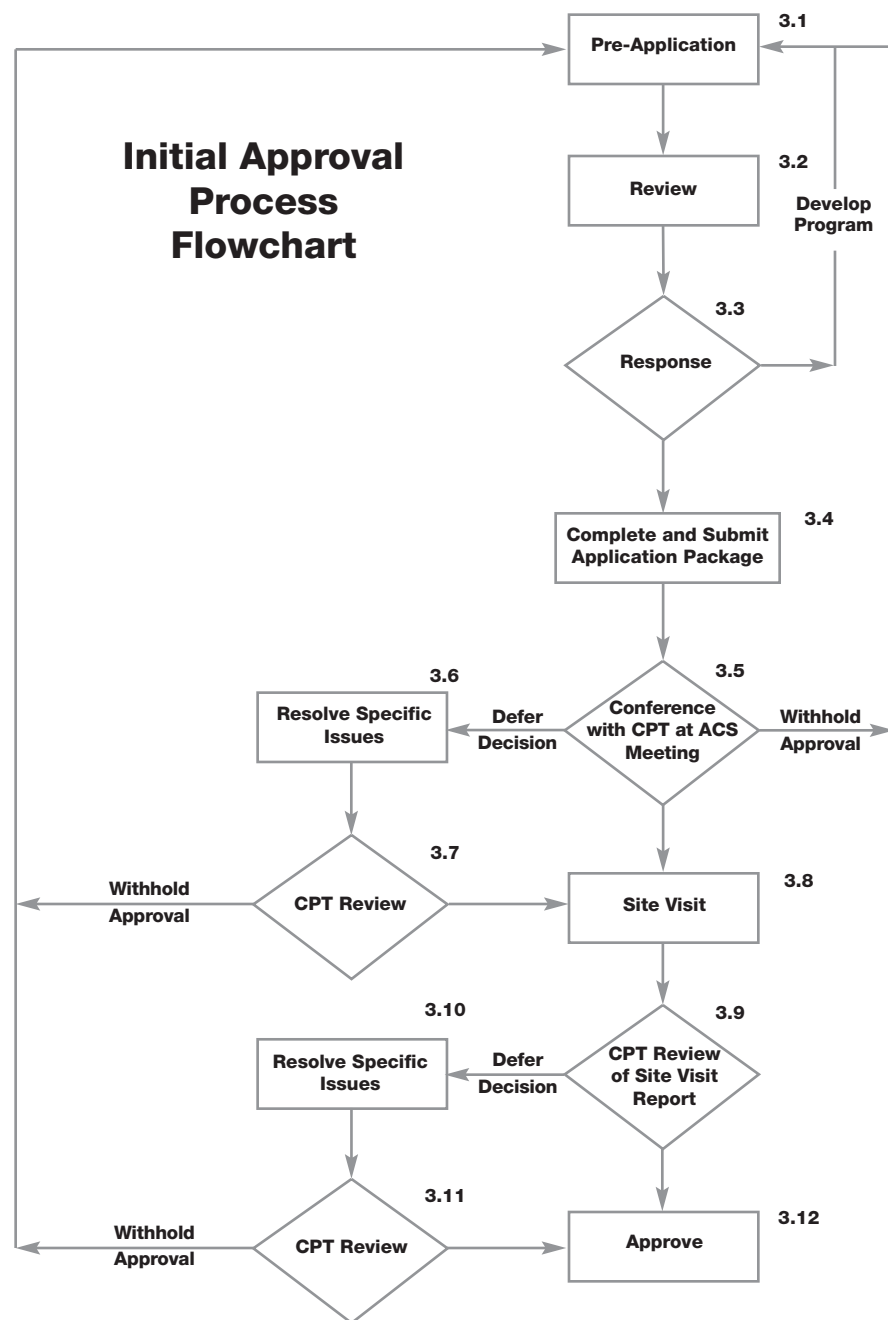 3.1
Pre-Application
Initial Approval
Process
Flowchart
3.2
Review
Develop
Program
3.3
Response
3.4
Complete and Submit
Application Package
3.5
Conference
with CPT at ACS
Meeting
Withhold
Approval
Defer
Decision
3.6
Resolve Specific
Issues
3.7
CPT Review
Withhold
Approval
3.8
Site Visit
3.9
CPT Review
of Site Visit
Report
Defer
Decision
3.10
Resolve Specific
Issues
3.11
CPT Review
Withhold
Approval
3.12
Approve